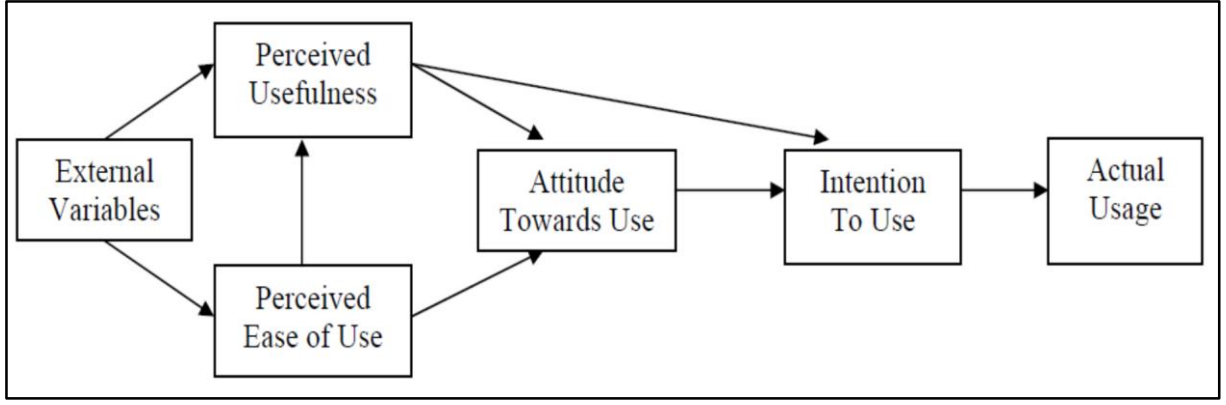 Perceived
Usefulness
External
Variables
Attitude
Towards Use
Intention
To Use
Actual
Usage
Perceived
Ease of Use